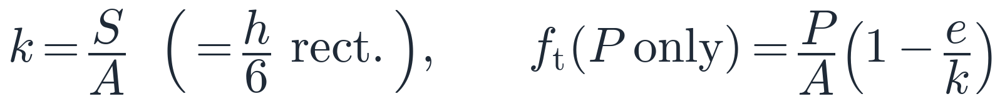 k = S/A (= h/6 rect.), f_t(P only) = P/A(1 − e/k)